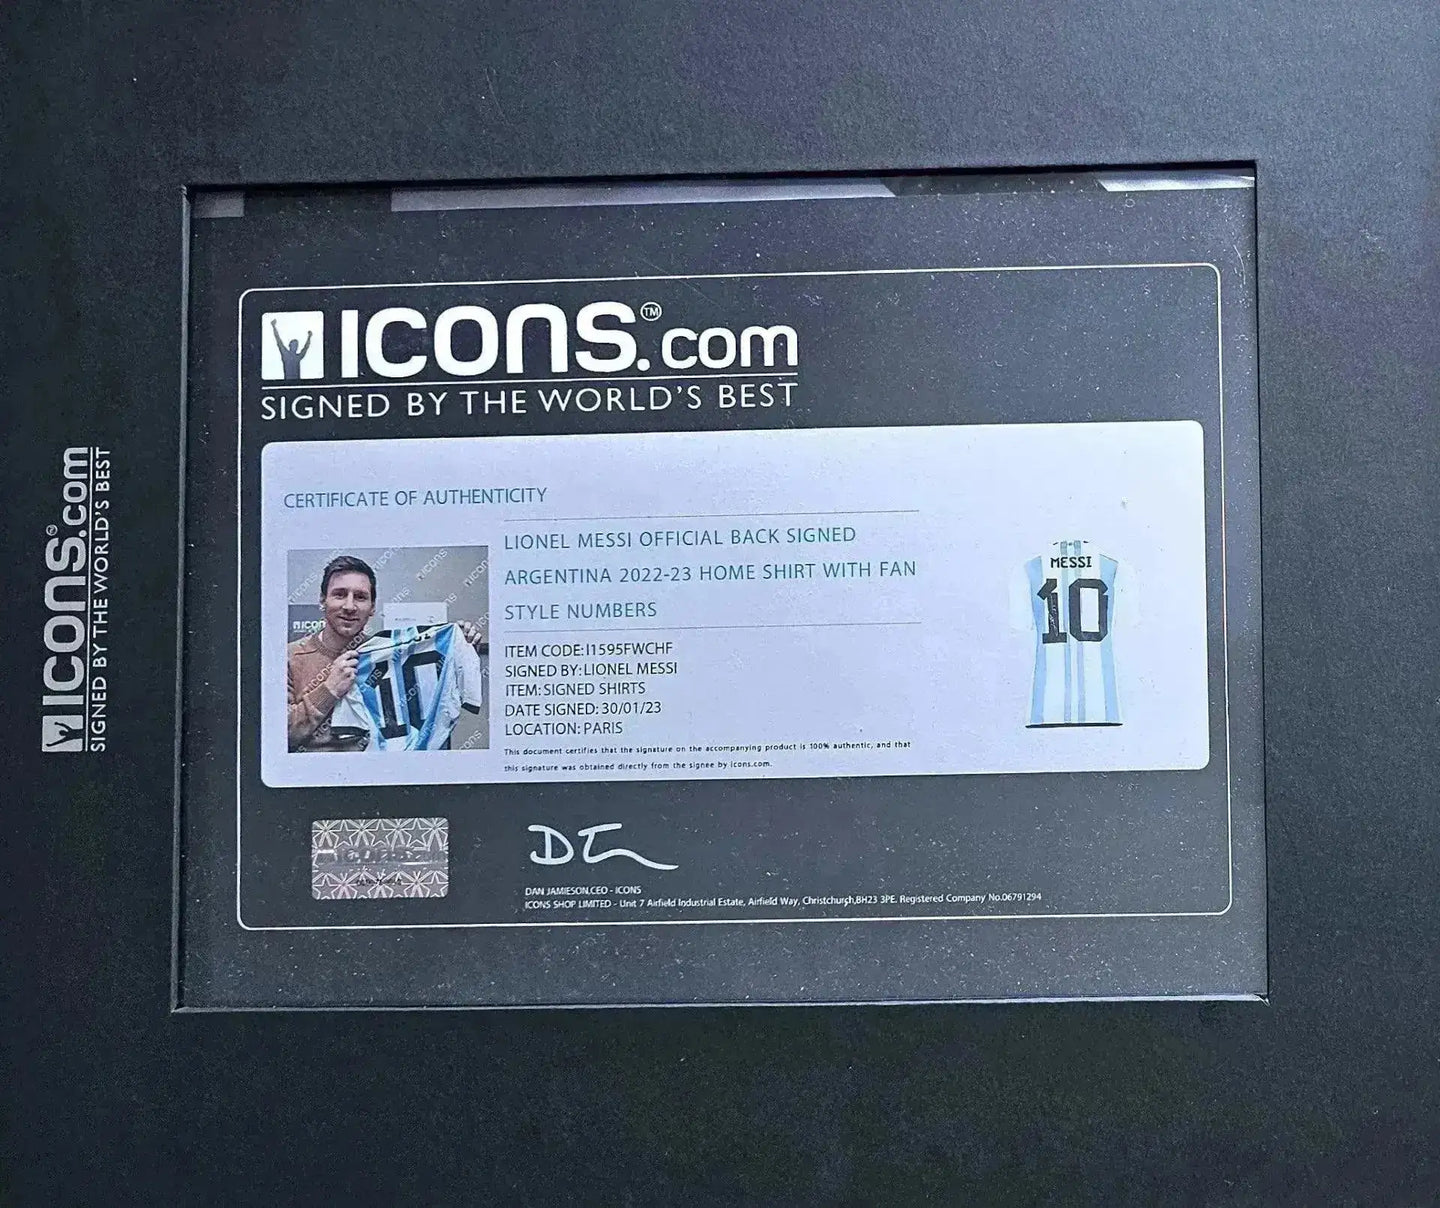 ICONS.com
SIGNED BY THE WORLD'S BEST
ICONS.™com
SIGNED BY THE WORLD'S BEST
CERTIFICATE OF AUTHENTICITY
LIONEL MESSI OFFICIAL BACK SIGNED
ARGENTINA 2022-23 HOME SHIRT WITH FAN
STYLE NUMBERS
ITEM CODE:I1595FWCHF
SIGNED BY:LIONEL MESSI
ITEM: SIGNED SHIRTS
DATE SIGNED: 30/01/23
LOCATION: PARIS
This document certifies that the signature on the accompanying product is 100% authentic, and that
this signature was obtained directly from the signee by icons.com.
10
MESSI
10
DAN JAMIESON,CEO - ICONS
ICONS SHOP LIMITED - Unit 7 Airfield Industrial Estate, Airfield Way, Christchurch,BH23 3PE. Registered Company No.06791294